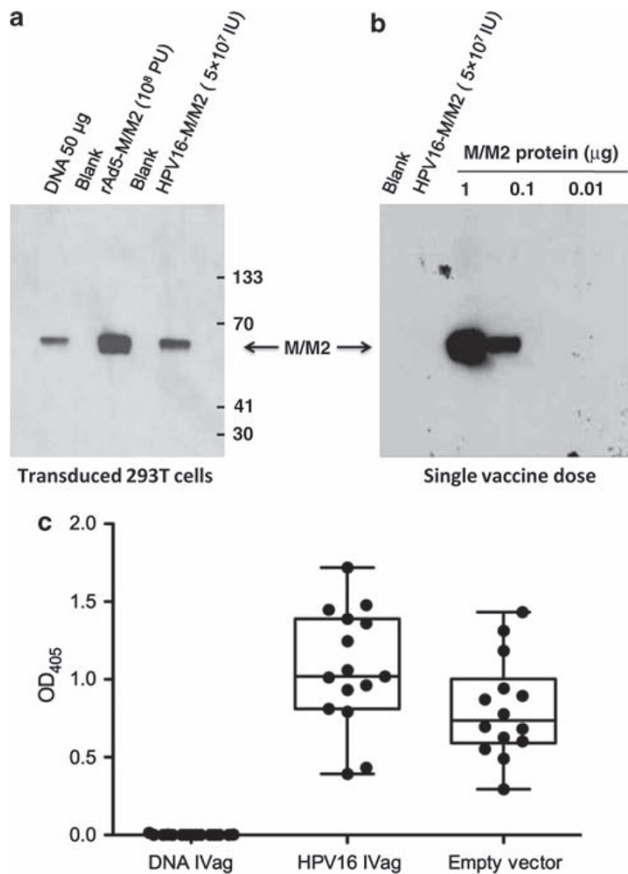 a
DNA 50 µg
Blank
rAd5-M/M2 (10⁸ PU)
Blank
HPV16-M/M2 ( 5×10⁷ IU)
133
70
41
30
Transduced 293T cells
M/M2
b
Blank
HPV16-M/M2 ( 5×10⁷ IU)
M/M2 protein (µg)
1 0.1 0.01
Single vaccine dose
c
OD₄₀₅
2.0
1.5
1.0
0.5
0.0
DNA IVag HPV16 IVag Empty vector